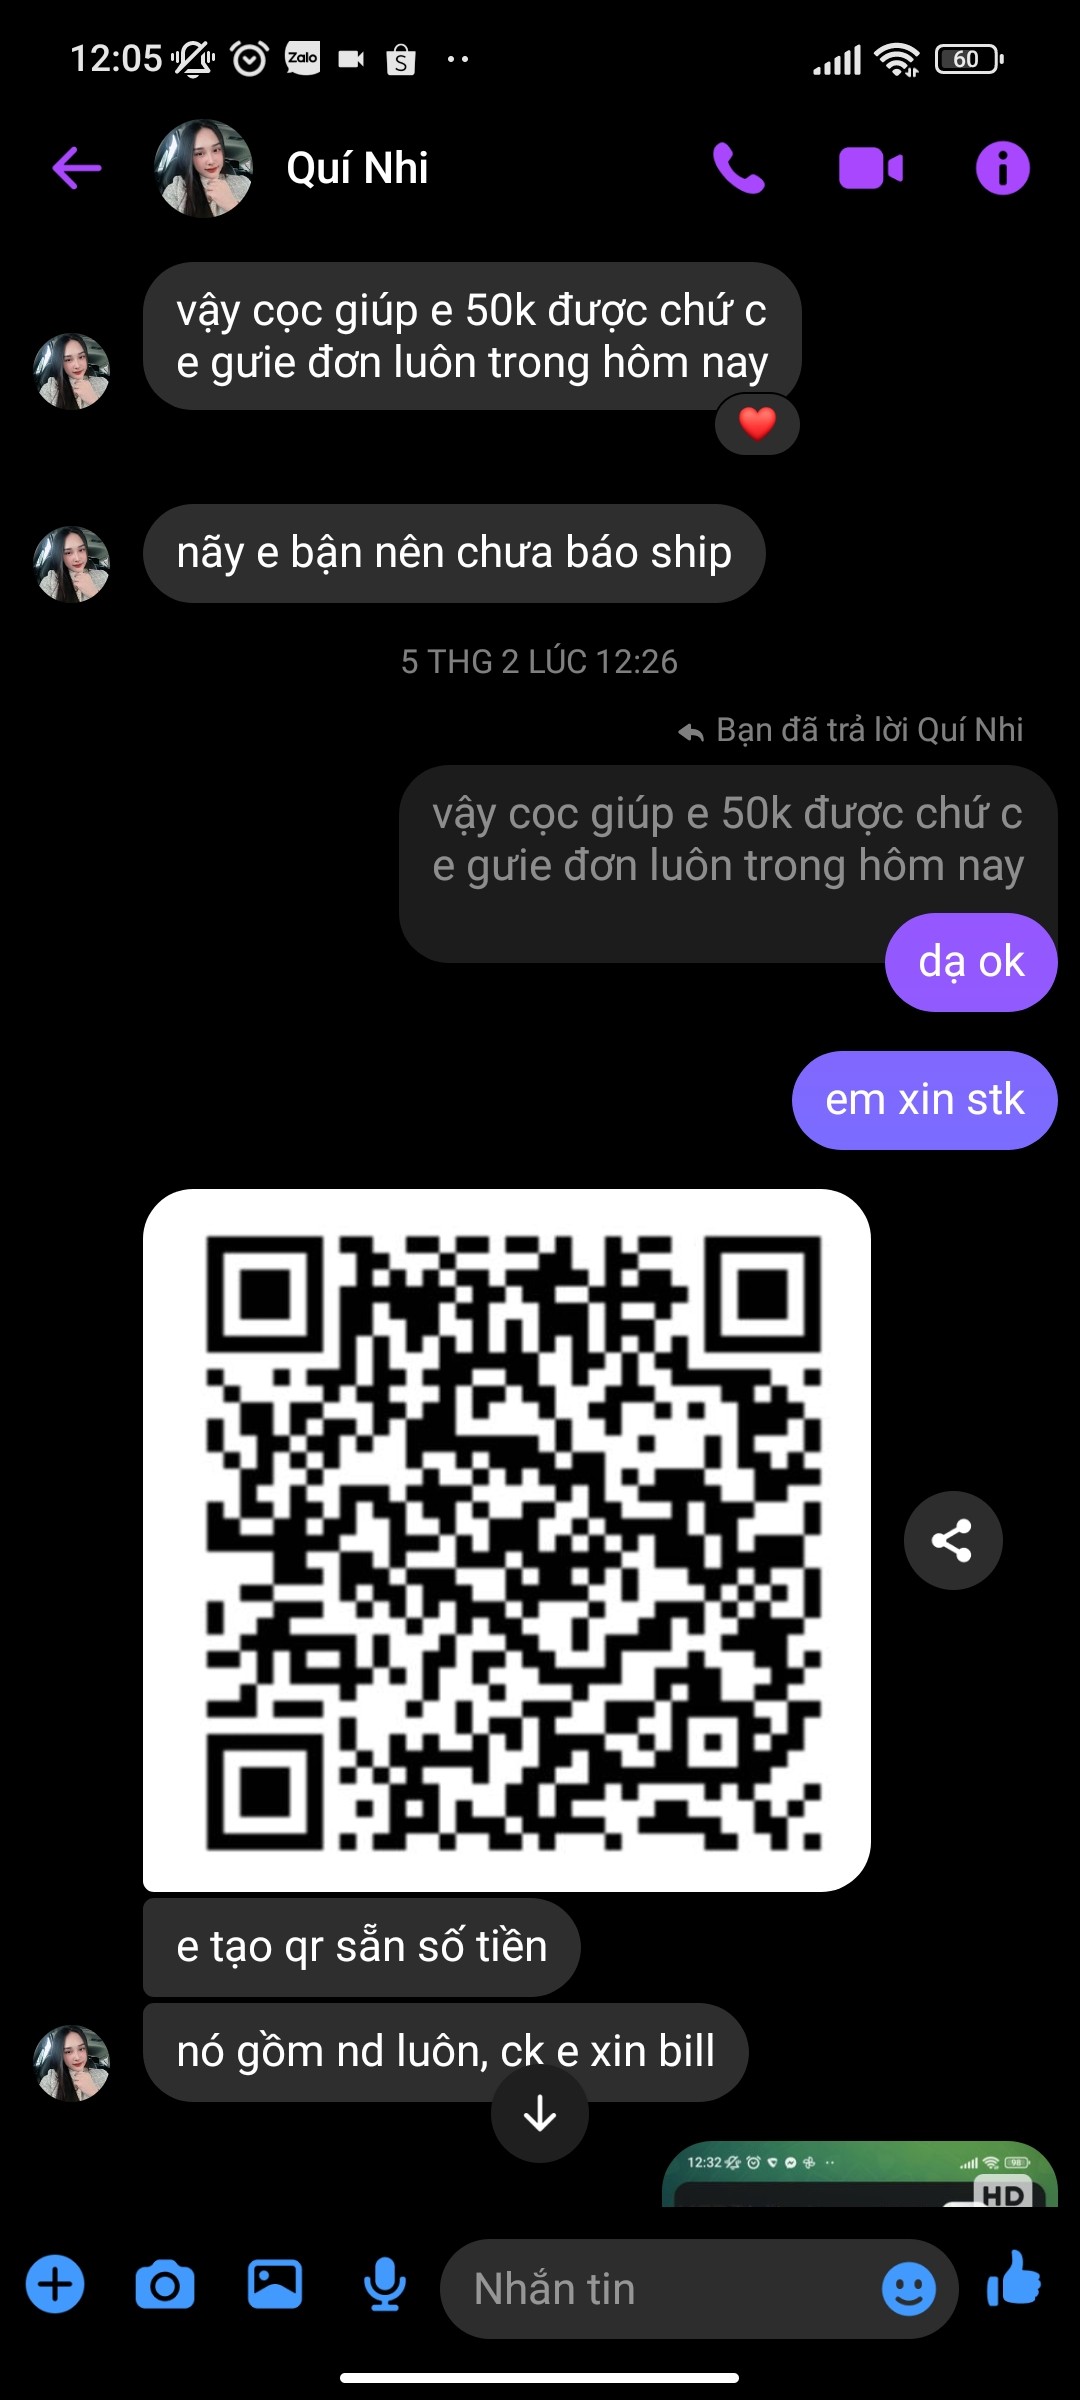 12:05
Zalo
60
Quí Nhi
vậy cọc giúp e 50k được chứ c
e gưie đơn luôn trong hôm nay
nãy e bận nên chưa báo ship
5 THG 2 LÚC 12:26
Bạn đã trả lời Quí Nhi
vậy cọc giúp e 50k được chứ c
e gưie đơn luôn trong hôm nay
dạ ok
em xin stk
e tạo qr sẵn số tiền
nó gồm nd luôn, ck e xin bill
12:32
98
HD
Nhắn tin